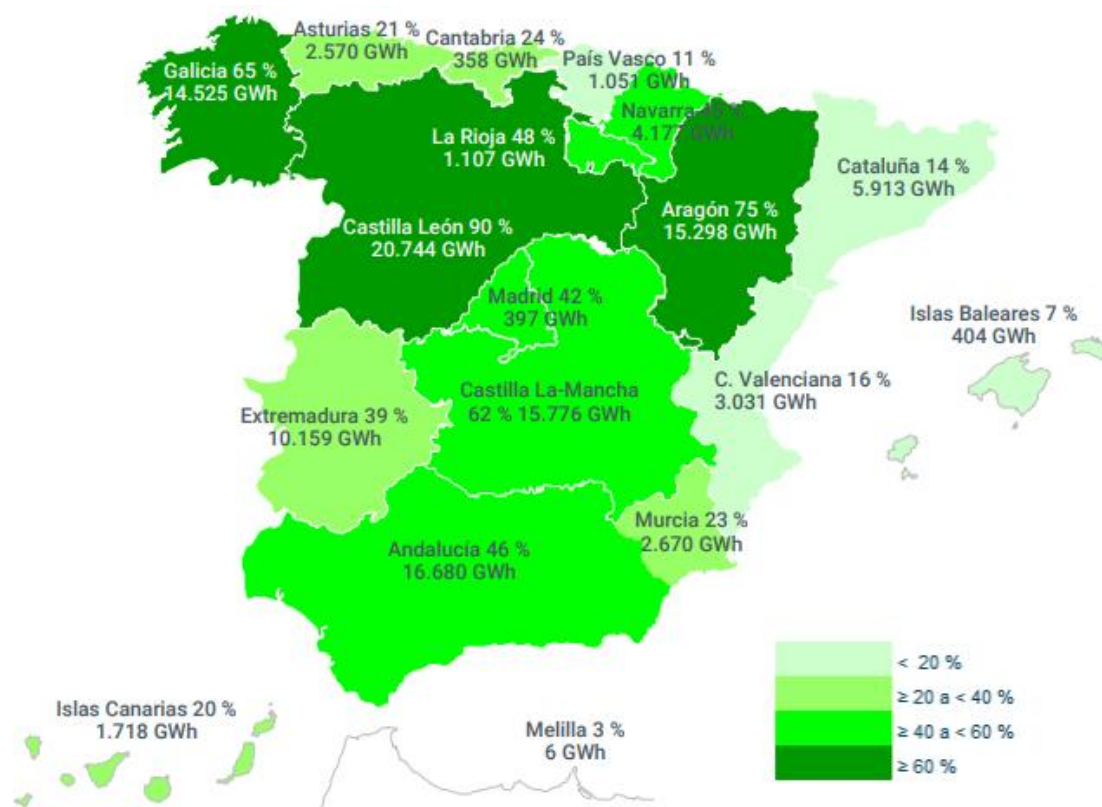 Asturias 21 %
2.570 GWh
Cantabria 24 %
358 GWh
País Vasco 11 %
1.051 GWh
Galicia 65 %
14.525 GWh
Navarra
4.177 GWh
La Rioja 48 %
1.107 GWh
Cataluña 14 %
5.913 GWh
Aragón 75 %
15.298 GWh
Castilla León 90 %
20.744 GWh
Madrid 42 %
397 GWh
Islas Baleares 7 %
404 GWh
C. Valenciana 16 %
3.031 GWh
Castilla La-Mancha
62 % 15.776 GWh
Extremadura 39 %
10.159 GWh
Murcia 23 %
2.670 GWh
Andalucía 46 %
16.680 GWh
Islas Canarias 20 %
1.718 GWh
Melilla 3 %
6 GWh
< 20 %
≥ 20 a < 40 %
≥ 40 a < 60 %
≥ 60 %